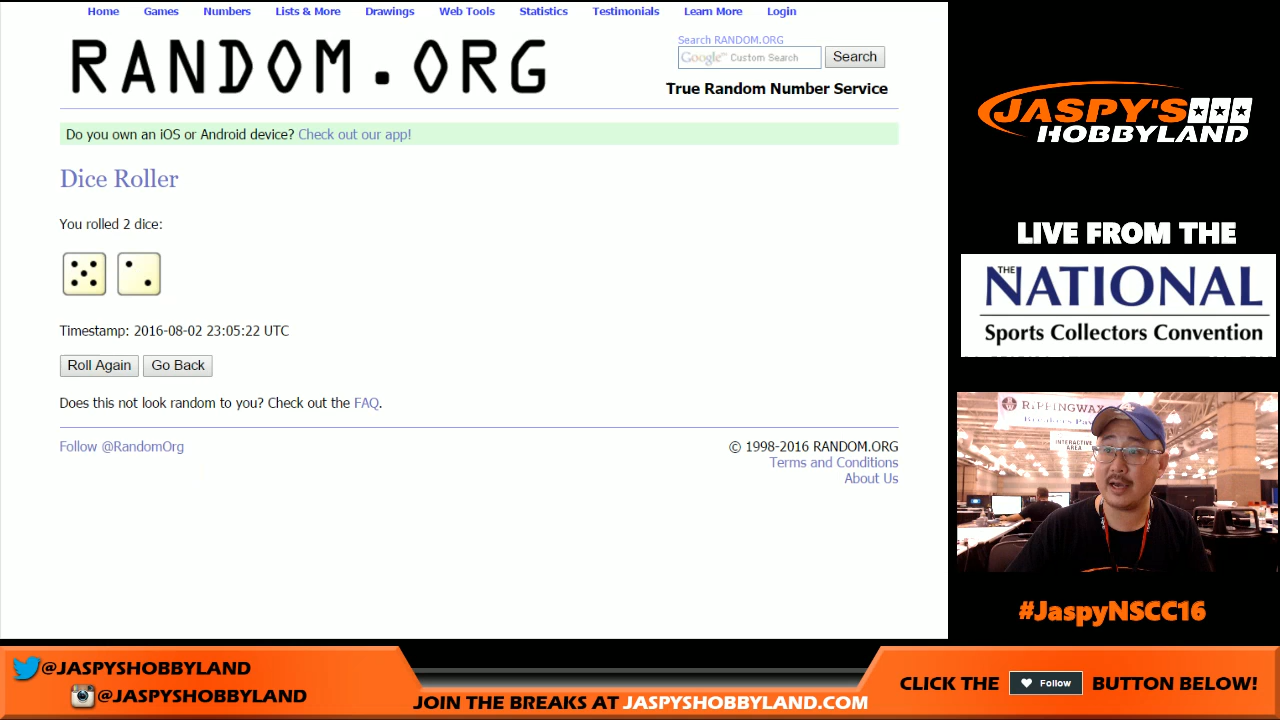 Home Games Numbers Lists & More Drawings Web Tools Statistics Testimonials Learn More Login
RANDOM.ORG
Search RANDOM.ORG
Google™ Custom Search Search
True Random Number Service
Do you own an iOS or Android device? Check out our app!
Dice Roller
You rolled 2 dice:
Timestamp: 2016-08-02 23:05:22 UTC
Roll Again Go Back
Does this not look random to you? Check out the FAQ.
Follow @RandomOrg
© 1998-2016 RANDOM.ORG
Terms and Conditions
About Us
JASPY'S
HOBBYLAND
LIVE FROM THE
THE NATIONAL
Sports Collectors Convention
RIPPINGWAX
Breakers
INTERACTIVE
AREA
#JaspyNSCC16
@JASPYSHOBBYLAND
@JASPYSHOBBYLAND
JOIN THE BREAKS AT JASPYSHOBBYLAND.COM
CLICK THE Follow BUTTON BELOW!